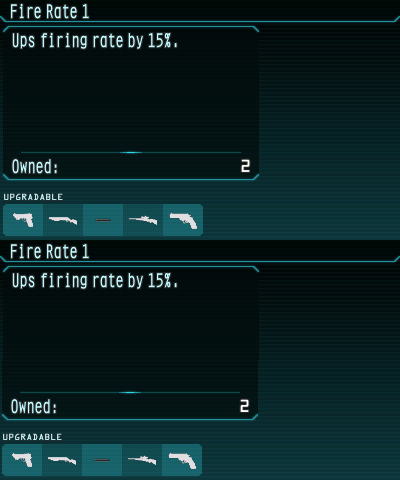 Fire Rate 1
Ups firing rate by 15%.
Owned: 2
UPGRADABLE
Fire Rate 1
Ups firing rate by 15%.
Owned: 2
UPGRADABLE